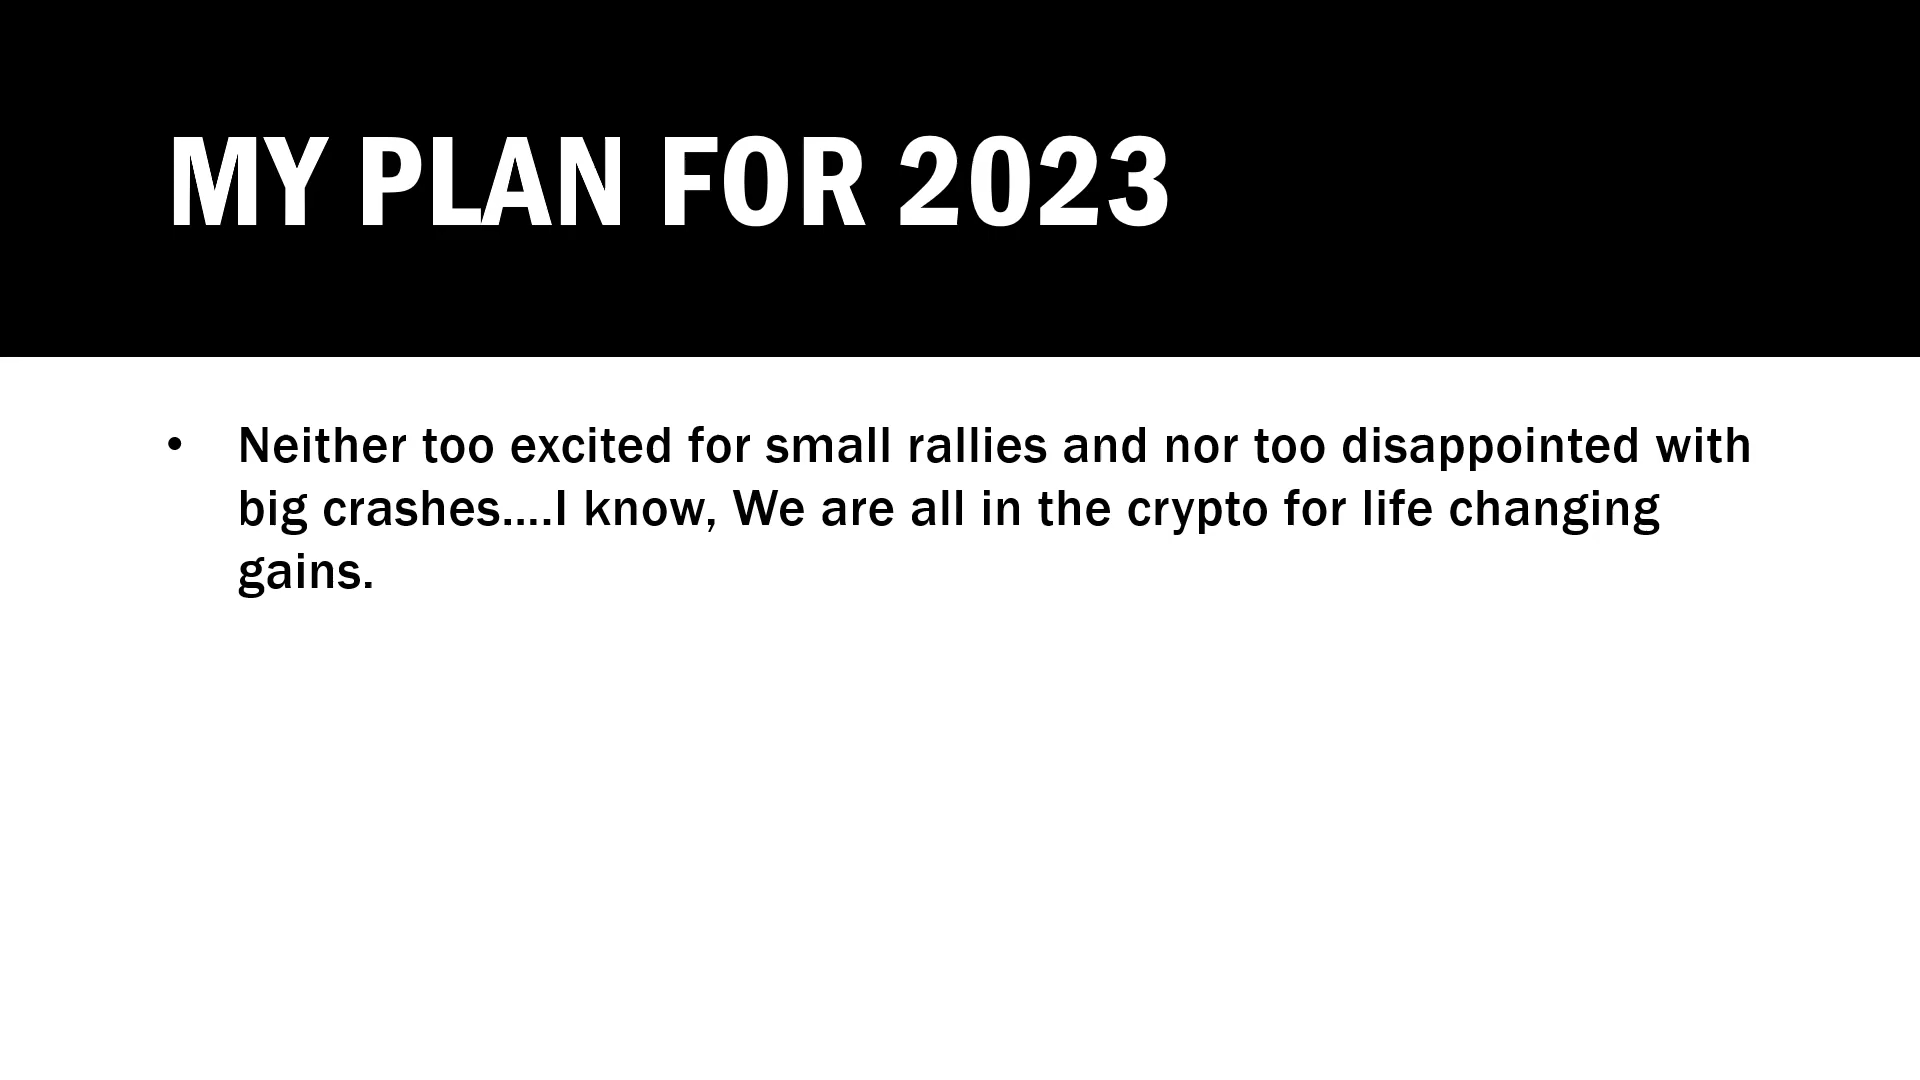 MY PLAN FOR 2023
• Neither too excited for small rallies and nor too disappointed with
big crashes....I know, We are all in the crypto for life changing
gains.